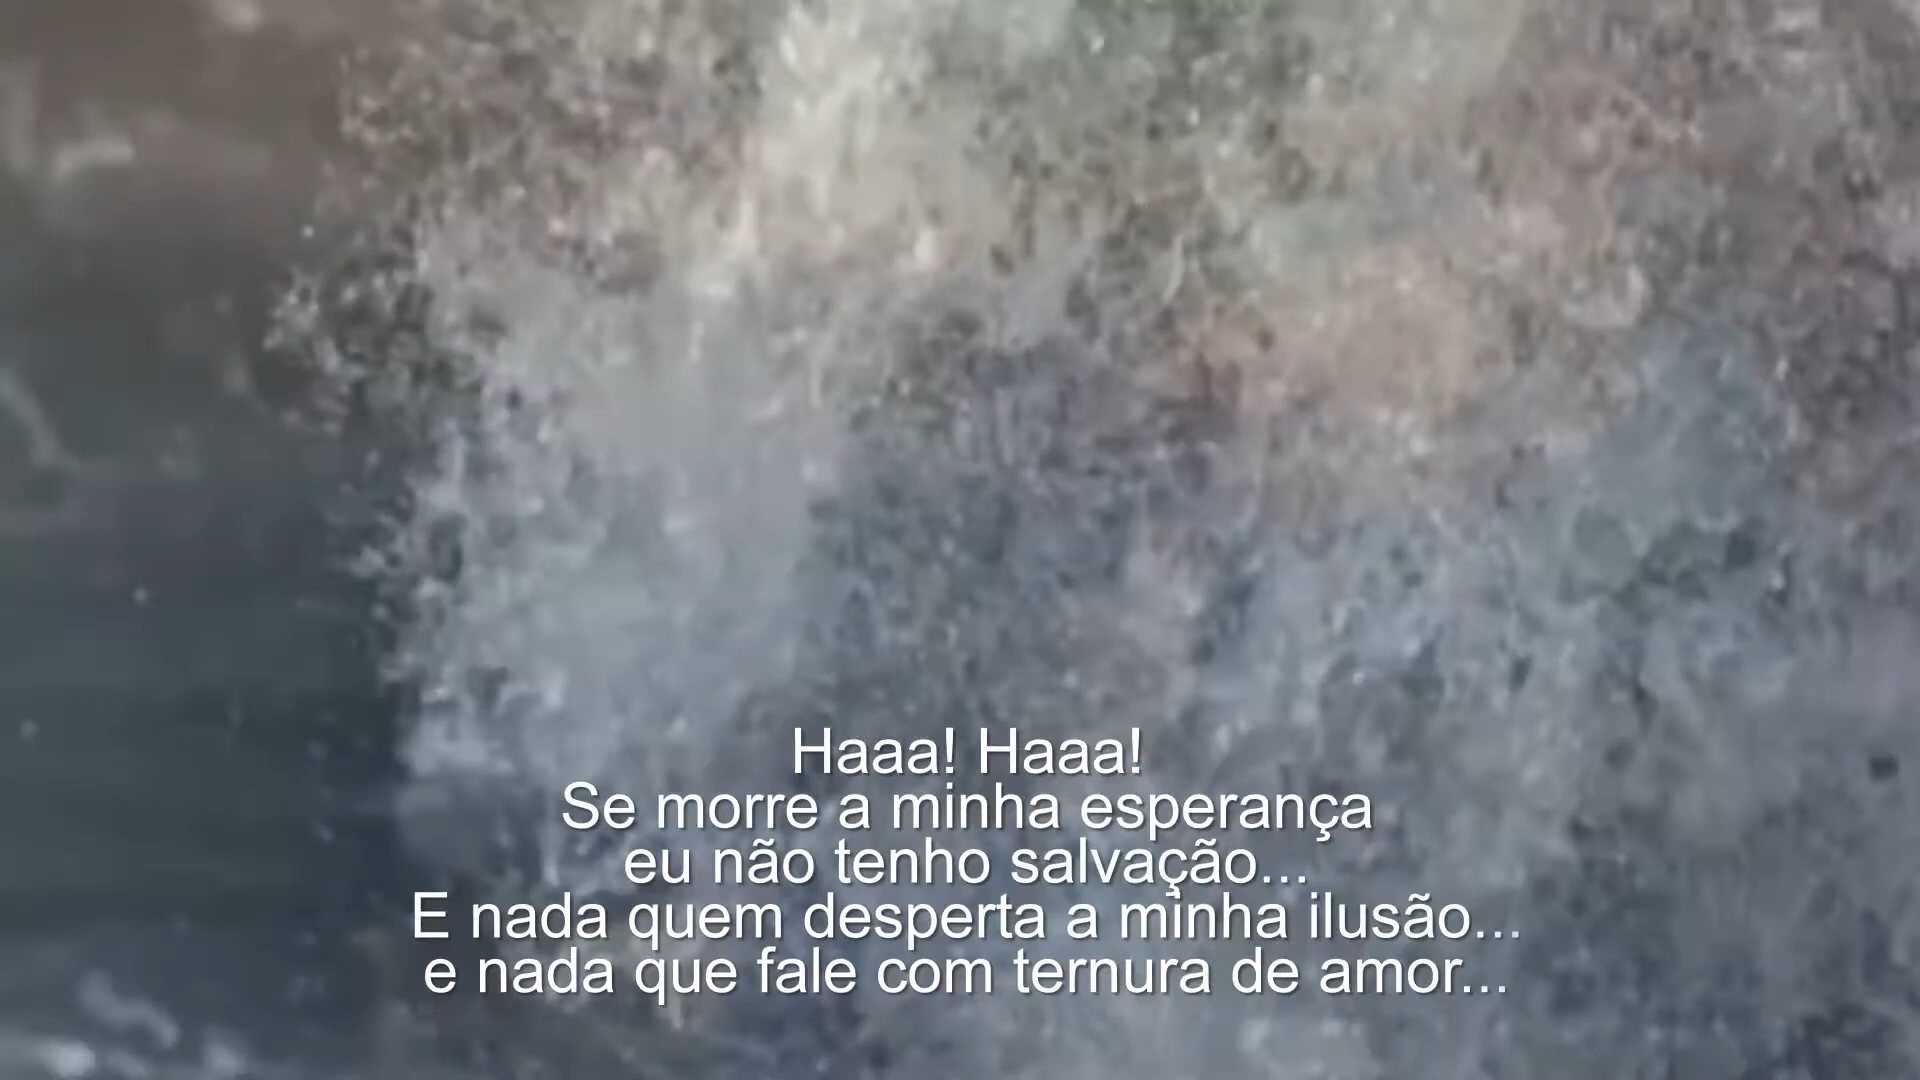 Haaa! Haaa!
Se morre a minha esperança
eu não tenho salvação...
E nada quem desperta a minha ilusão...
e nada que fale com ternura de amor...